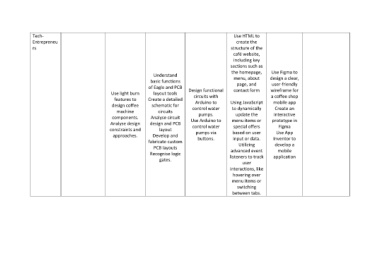 Tech-
Entrepreneu
rs
Use light burn
features to
design coffee
machine
components.
Analyse design
constraints and
approaches.
Understand
basic functions
of Eagle and PCB
layout tools
Create a detailed
schematic for
circuits
Analyse circuit
design and PCB
layout
Develop and
fabricate custom
PCB layouts
Recognise logic
gates
Design functional
circuits with
Arduino to
control water
pumps.
Use Arduino to
control water
pumps via
buttons.
Use HTML to
create the
structure of the
café website,
including key
sections such as
the homepage,
menu, about
page, and
contact form
Using JavaScript
to dynamically
update the
menu items or
special offers
based on user
input or data.
Utilizing
advanced event
listeners to track
user
interactions, like
hovering over
menu items or
switching
between tabs.
Use Figma to
design a clear,
user friendly
wireframe for
a coffee shop
mobile app
Create an
interactive
prototype in
Figma
Use App
Inventor to
develop a
mobile
application